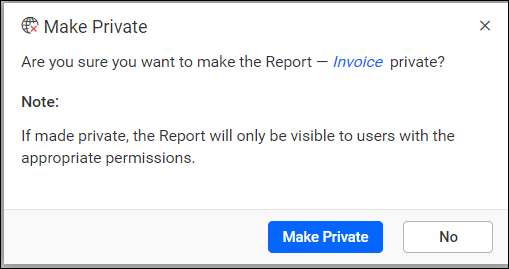 Make Private
Are you sure you want to make the Report — Invoice private?
Note:
If made private, the Report will only be visible to users with the
appropriate permissions.
Make Private
No